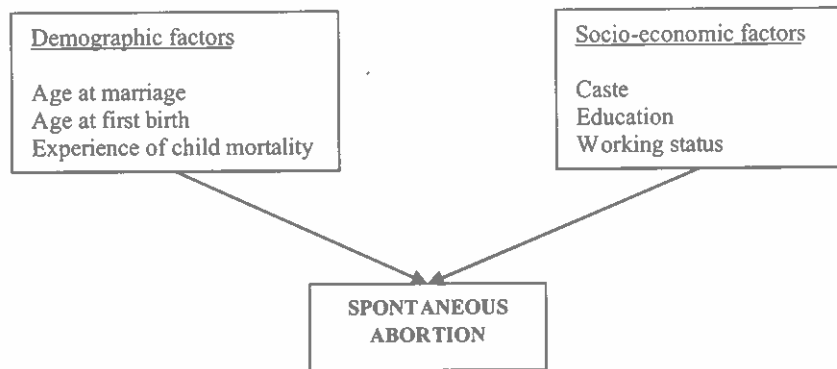 Demographic factors
Age at marriage
Age at first birth
Experience of child mortality
Socio-economic factors
Caste
Education
Working status
SPONTANEOUS
ABORTION